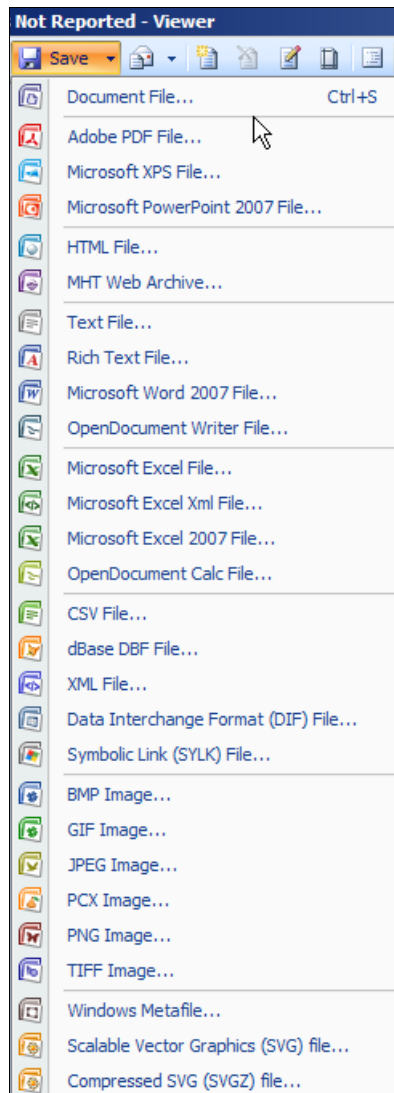 Not Reported - Viewer
Save
Document File... Ctrl+S
Adobe PDF File...
Microsoft XPS File...
Microsoft PowerPoint 2007 File...
HTML File...
MHT Web Archive...
Text File...
Rich Text File...
Microsoft Word 2007 File...
OpenDocument Writer File...
Microsoft Excel File...
Microsoft Excel Xml File...
Microsoft Excel 2007 File...
OpenDocument Calc File...
CSV File...
dBase DBF File...
XML File...
Data Interchange Format (DIF) File...
Symbolic Link (SYLK) File...
BMP Image...
GIF Image...
JPEG Image...
PCX Image...
PNG Image...
TIFF Image...
Windows Metafile...
Scalable Vector Graphics (SVG) file...
Compressed SVG (SVGZ) file...